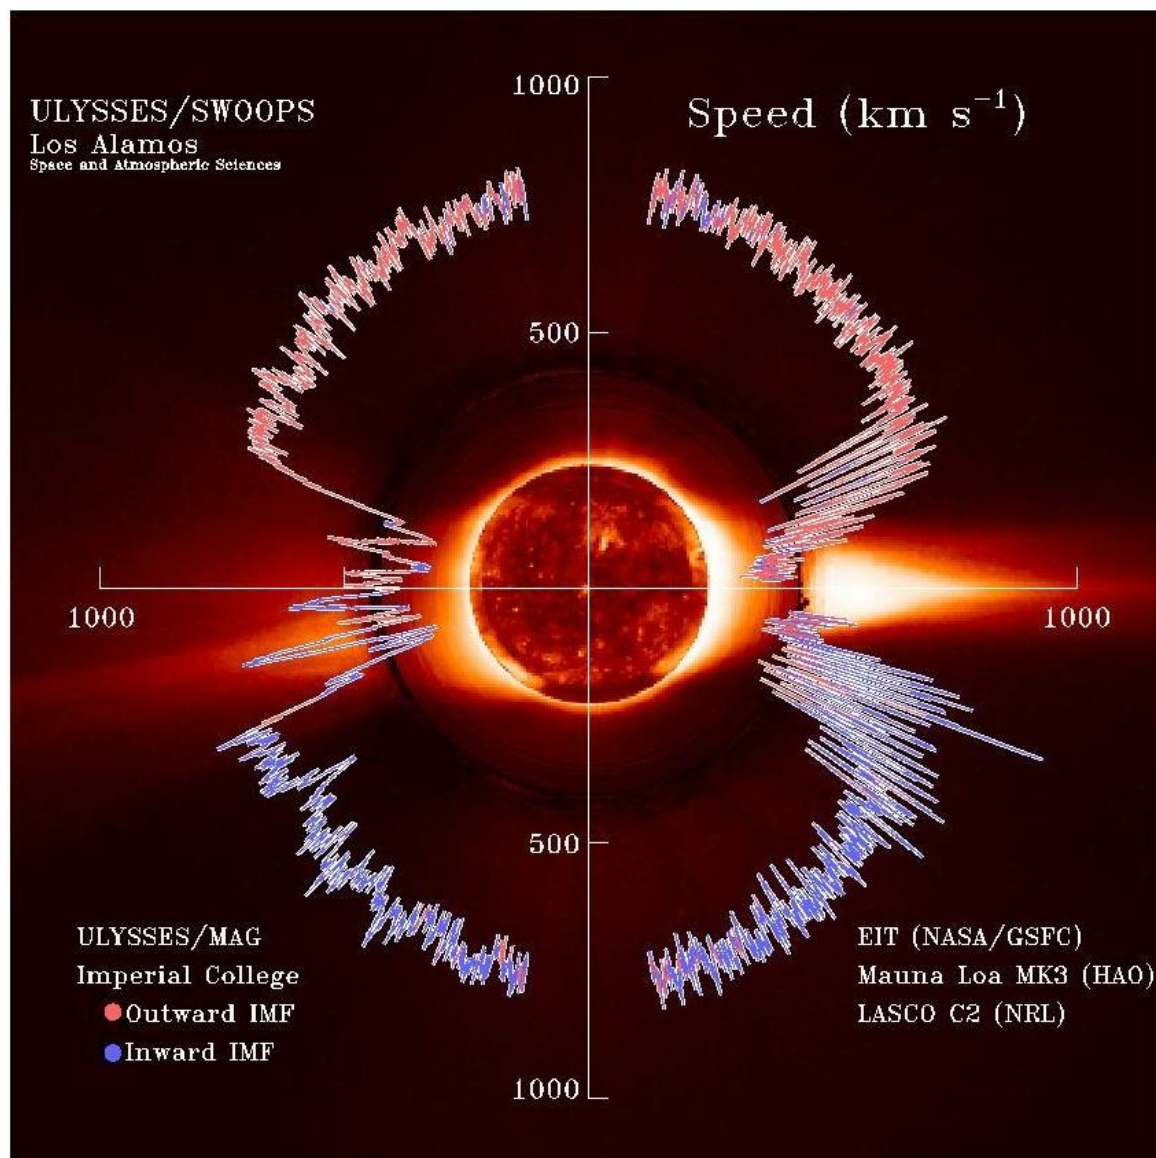 ULYSSES/SWOOPS
Los Alamos
Space and Atmospheric Sciences
Speed (km s⁻¹)
1000
500
1000
1000
500
1000
ULYSSES/MAG
Imperial College
Outward IMF
Inward IMF
EIT (NASA/GSFC)
Mauna Loa MK3 (HAO)
LASCO C2 (NRL)